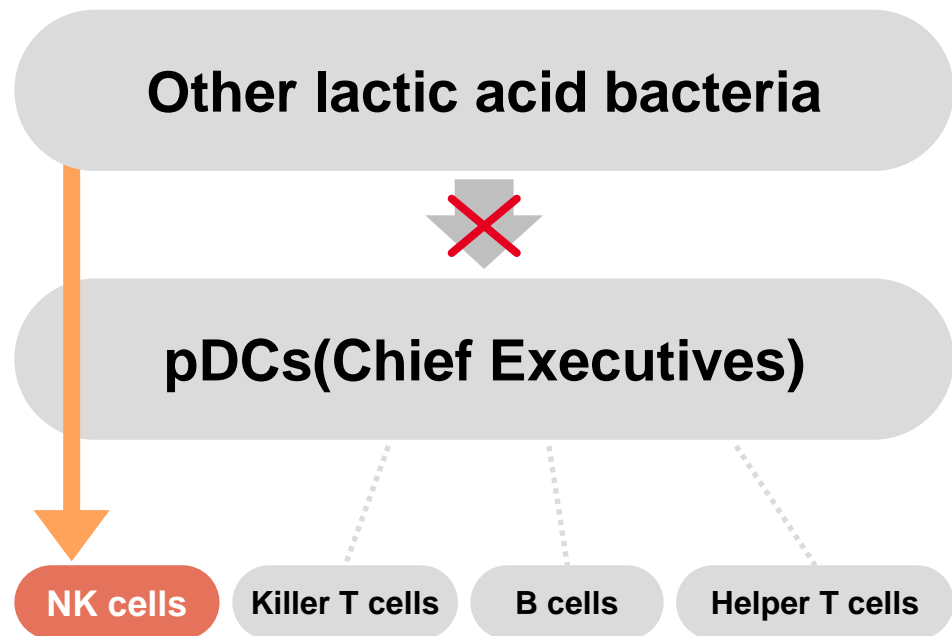 Other lactic acid bacteria
pDCs(Chief Executives)
NK cells
Killer T cells
B cells
Helper T cells